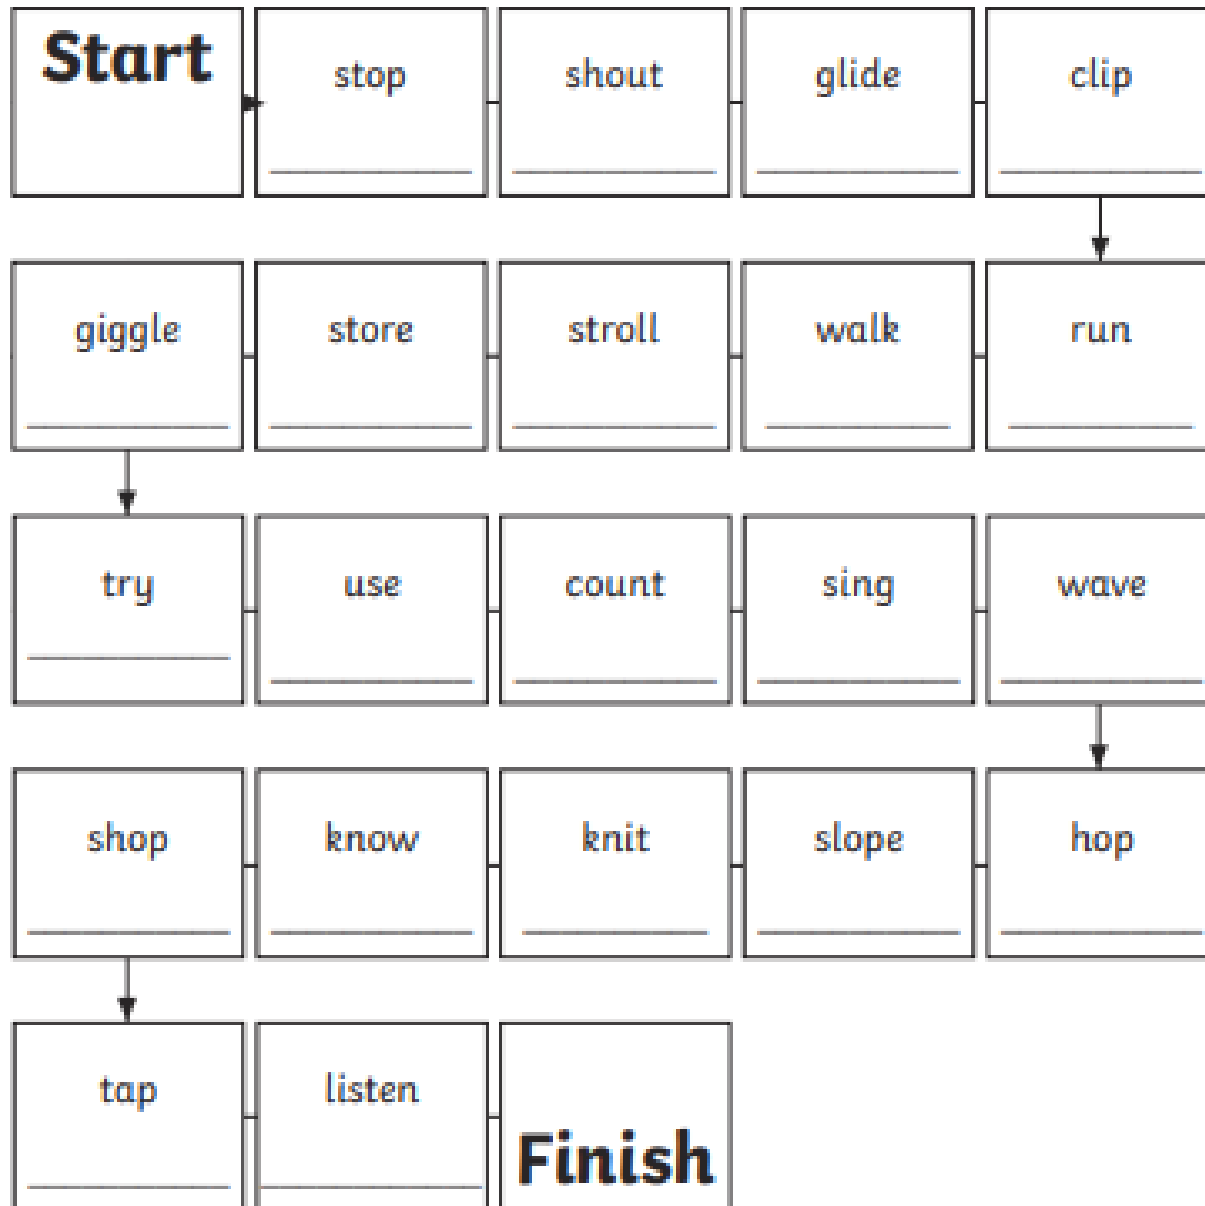 Start stop shout glide clip
giggle store stroll walk run
try use count sing wave
shop know knit slope hop
tap listen
Finish